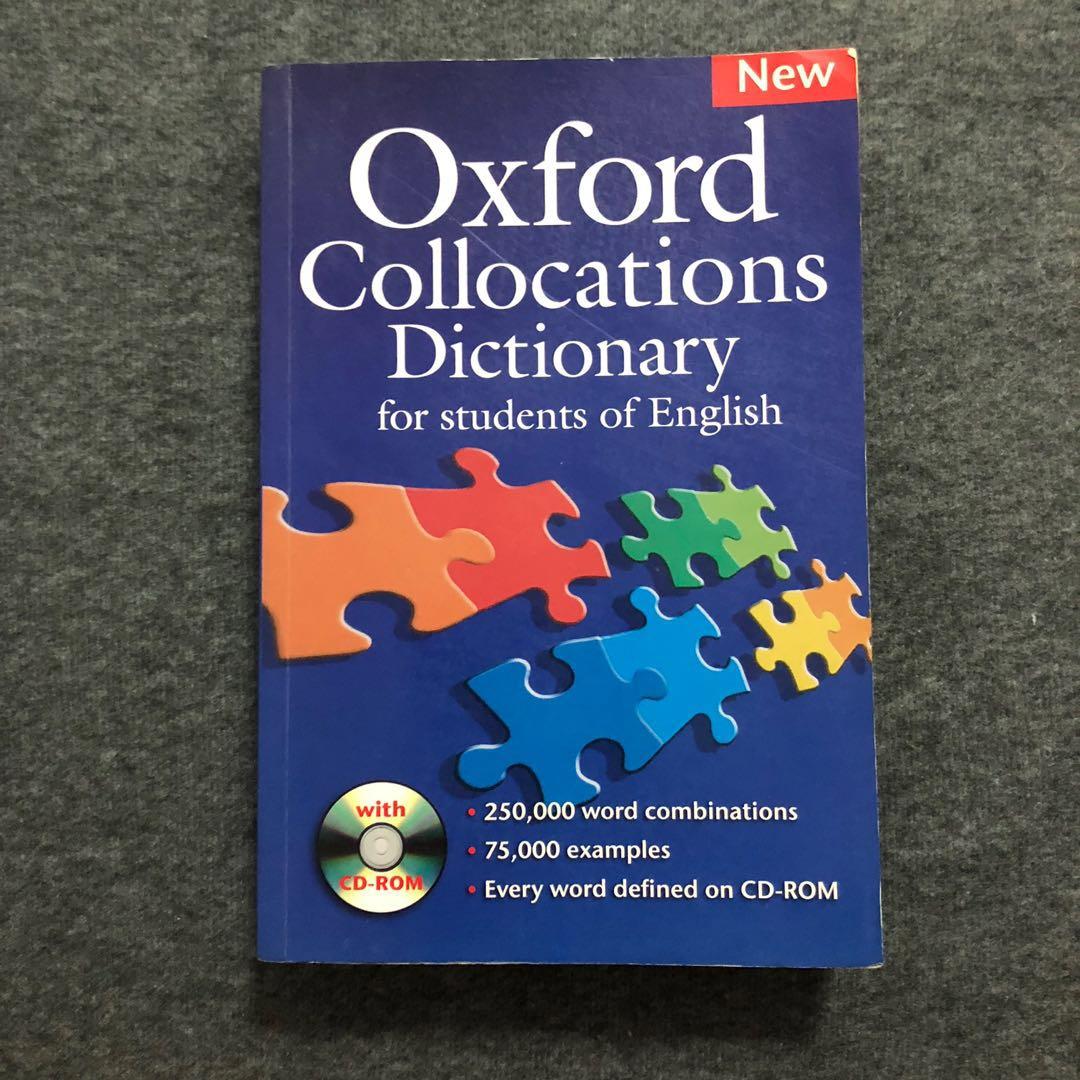 New
Oxford
Collocations
Dictionary
for students of English
with
CD-ROM
• 250,000 word combinations
• 75,000 examples
• Every word defined on CD-ROM